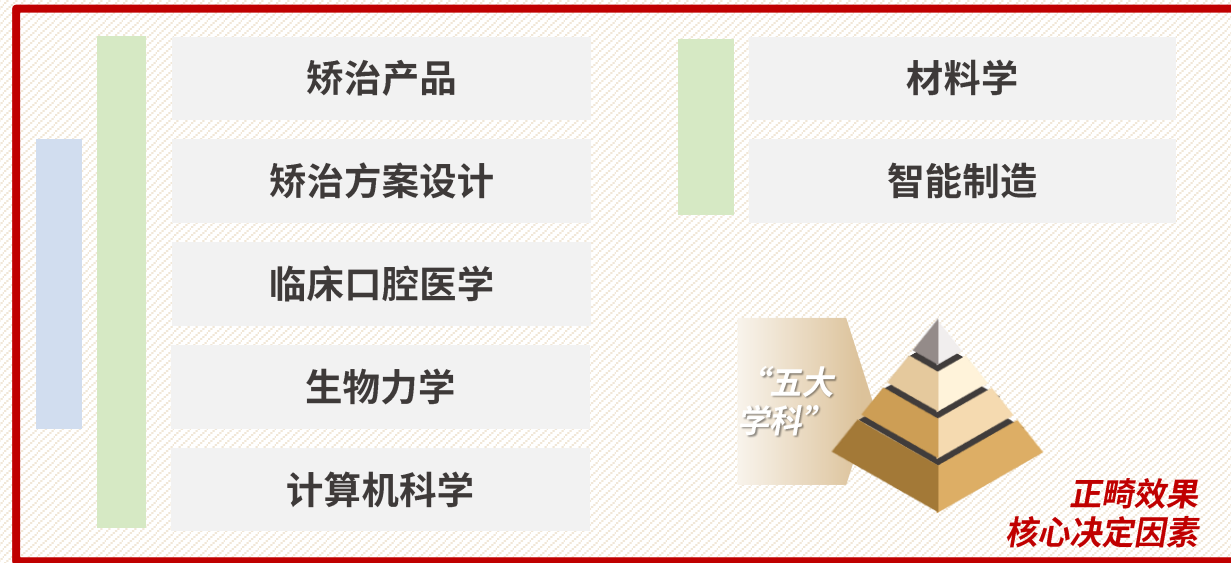 矫治产品
矫治方案设计
临床口腔医学
生物力学
计算机科学
材料学
智能制造
“五大
学科”
正畸效果
核心决定因素